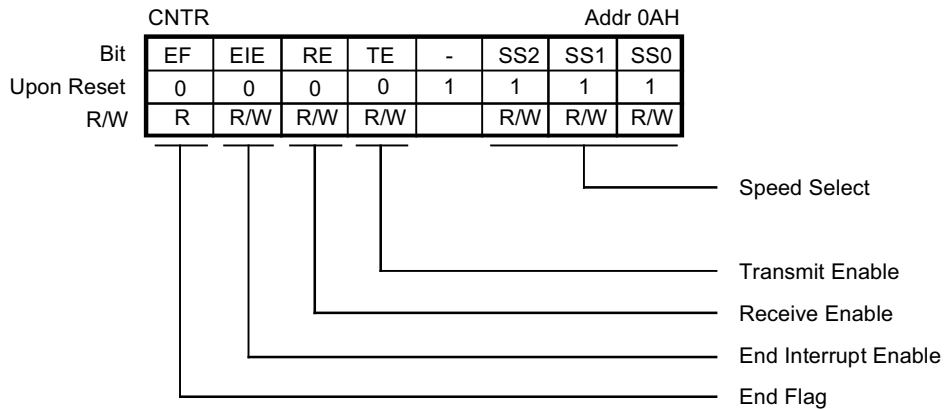 CNTR Addr 0AH
Bit EF EIE RE TE - SS2 SS1 SS0
Upon Reset 0 0 0 0 1 1 1 1
R/W R R/W R/W R/W R/W R/W R/W
Speed Select
Transmit Enable
Receive Enable
End Interrupt Enable
End Flag